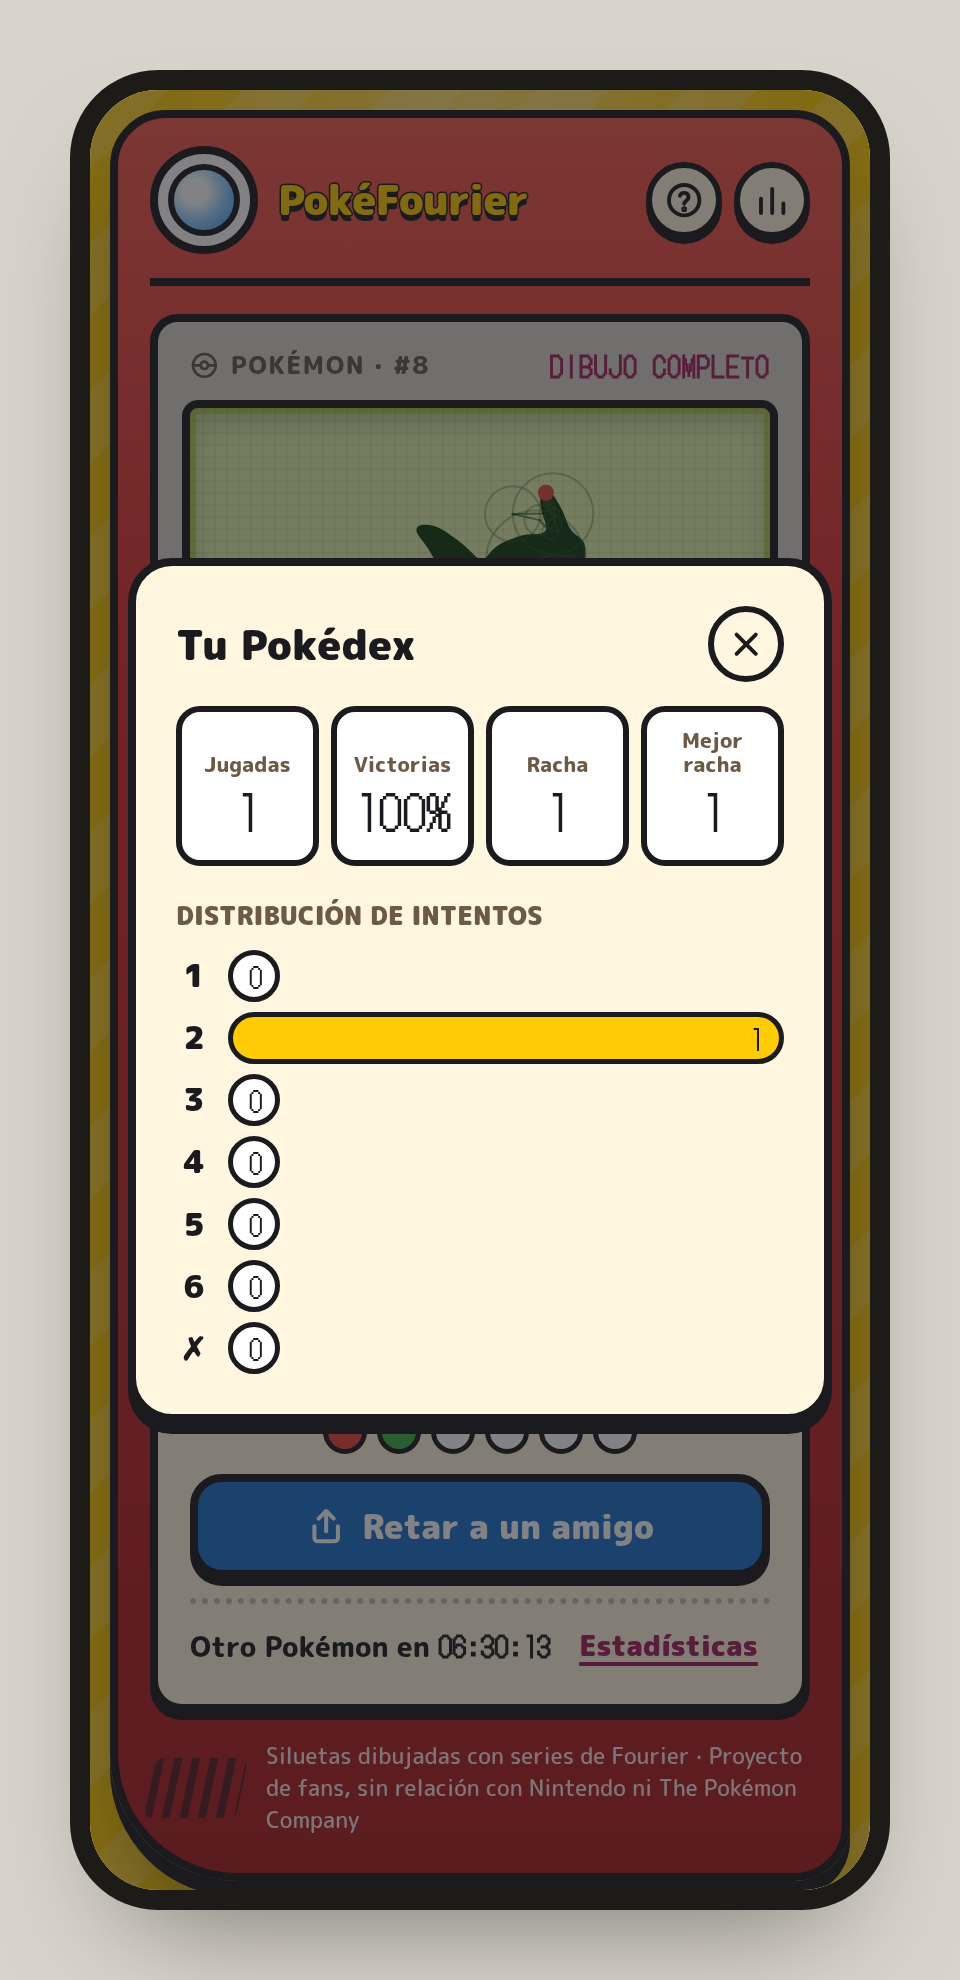 PokéFourier
POKÉMON · #8
DIBUJO COMPLETO
Tu Pokédex
Jugadas
1
Victorias
100%
Racha
1
Mejor
racha
1
DISTRIBUCIÓN DE INTENTOS
1 0
2 1
3 0
4 0
5 0
6 0
✗ 0
Retar a un amigo
Otro Pokémon en 06:30:13 Estadísticas
Siluetas dibujadas con series de Fourier · Proyecto
de fans, sin relación con Nintendo ni The Pokémon
Company